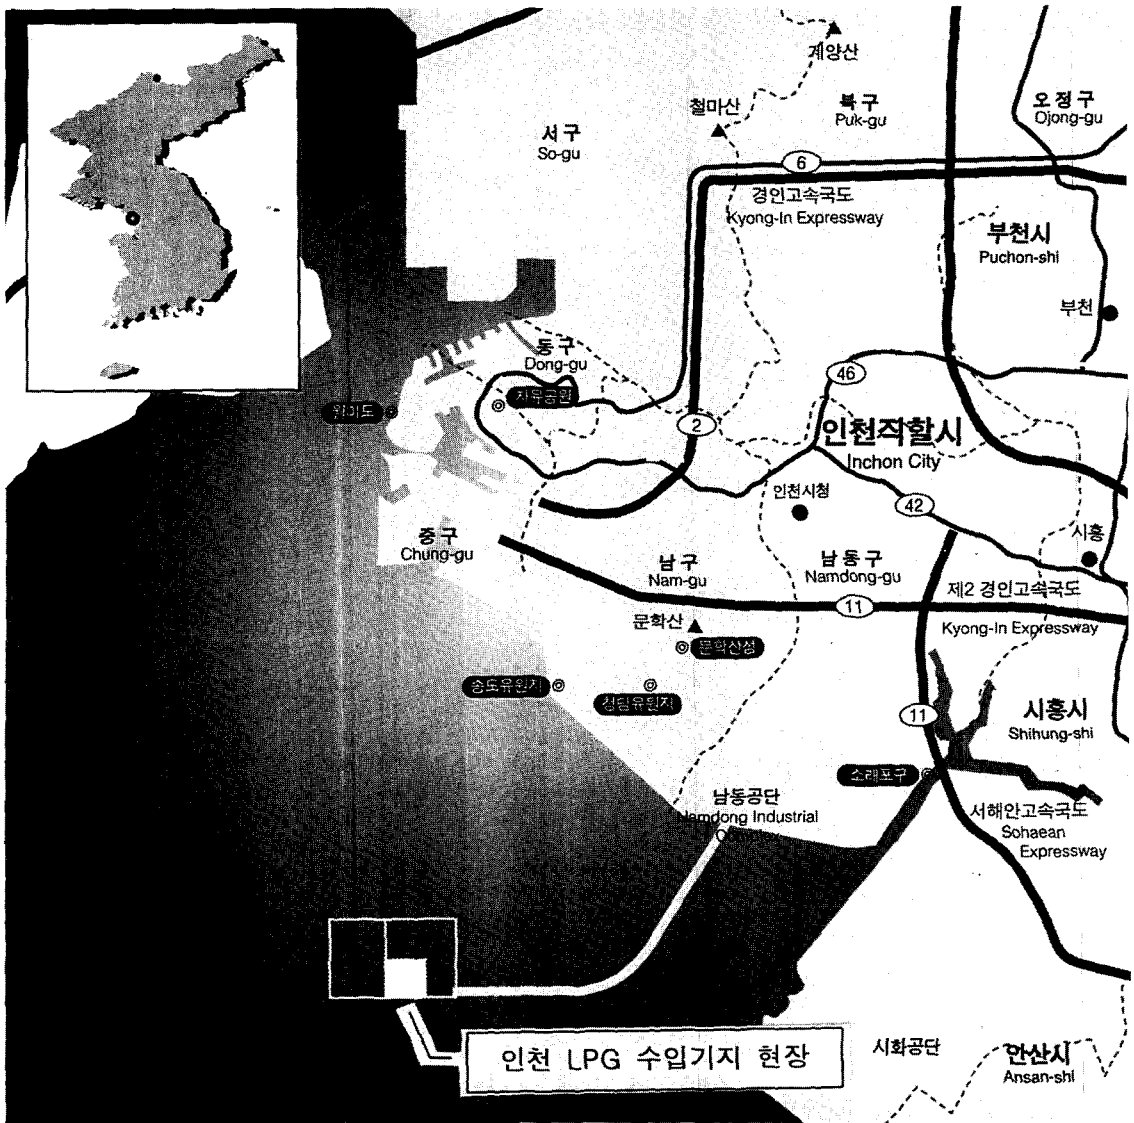 계양산
철마산
북구
Puk-gu
오정구
Ojong-gu
서구
So-gu
6
경인고속국도
Kyong-In Expressway
부천시
Puchon-shi
부천
동구
Dong-gu
46
자유공원
월미도
2
인천직할시
Inchon City
인천시청
42
중구
Chung-gu
시흥
남구
Nam-gu
남동구
Namdong-gu
제2 경인고속국도
11
Kyong-In Expressway
문학산
문학산성
송도유원지
청림유원지
시흥시
Shihung-shi
11
소래포구
남동공단
Namdong Industrial
서해안고속국도
Sohaean
Expressway
인천 LPG 수입기지 현장
시화공단
안산시
Ansan-shi